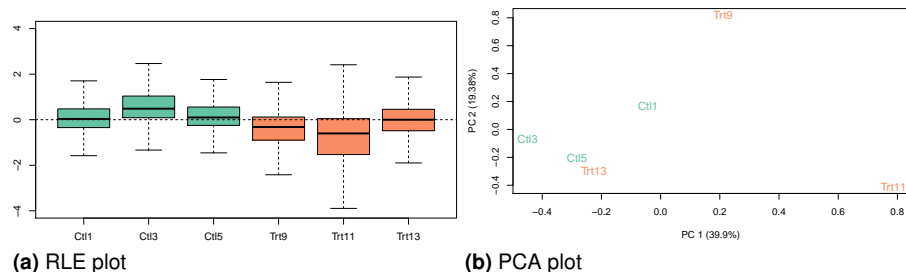 4
2
0
−2
−4
Ctl1 Ctl3 Ctl5 Trt9 Trt11 Trt13
(a) RLE plot
PC 2 (19.38%)
0.8
0.6
0.4
0.2
0.0
−0.2
−0.4
Trt9
Ctl1
Ctl3
Ctl5
Trt13
Trt11
−0.4 −0.2 0.0 0.2 0.4 0.6 0.8
PC 1 (39.9%)
(b) PCA plot